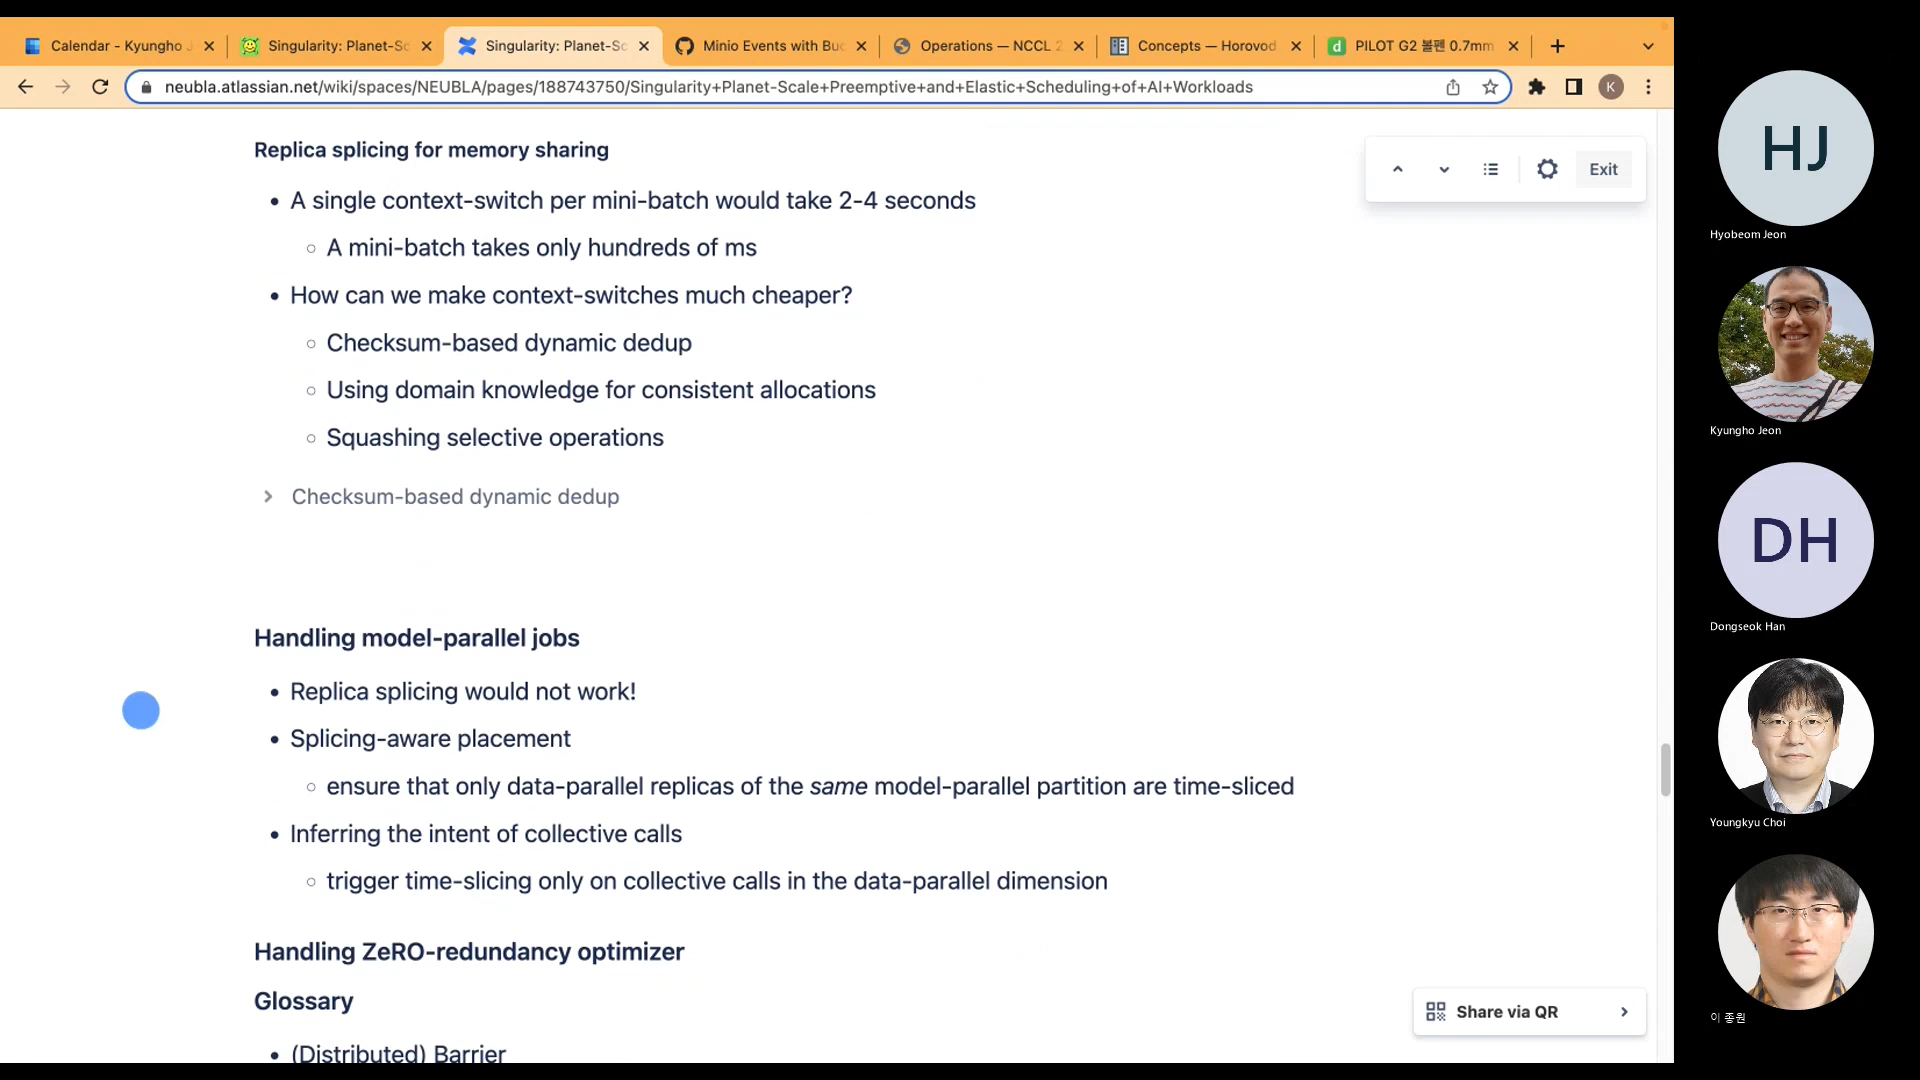 Calendar - Kyungho J
Singularity: Planet-Sc
Singularity: Planet-Sc
Minio Events with Buc
Operations — NCCL 2
Concepts — Horovod
PILOT G2 볼펜 0.7mm
neubla.atlassian.net/wiki/spaces/NEUBLA/pages/188743750/Singularity+Planet-Scale+Preemptive+and+Elastic+Scheduling+of+AI+Workloads
K
Replica splicing for memory sharing
Exit
• A single context-switch per mini-batch would take 2-4 seconds
○ A mini-batch takes only hundreds of ms
• How can we make context-switches much cheaper?
○ Checksum-based dynamic dedup
○ Using domain knowledge for consistent allocations
○ Squashing selective operations
Checksum-based dynamic dedup
Handling model-parallel jobs
• Replica splicing would not work!
• Splicing-aware placement
○ ensure that only data-parallel replicas of the same model-parallel partition are time-sliced
• Inferring the intent of collective calls
○ trigger time-slicing only on collective calls in the data-parallel dimension
Handling ZeRO-redundancy optimizer
Glossary
• (Distributed) Barrier
Share via QR
HJ
Hyobeom Jeon
Kyungho Jeon
DH
Dongseok Han
Youngkyu Choi
이 종원